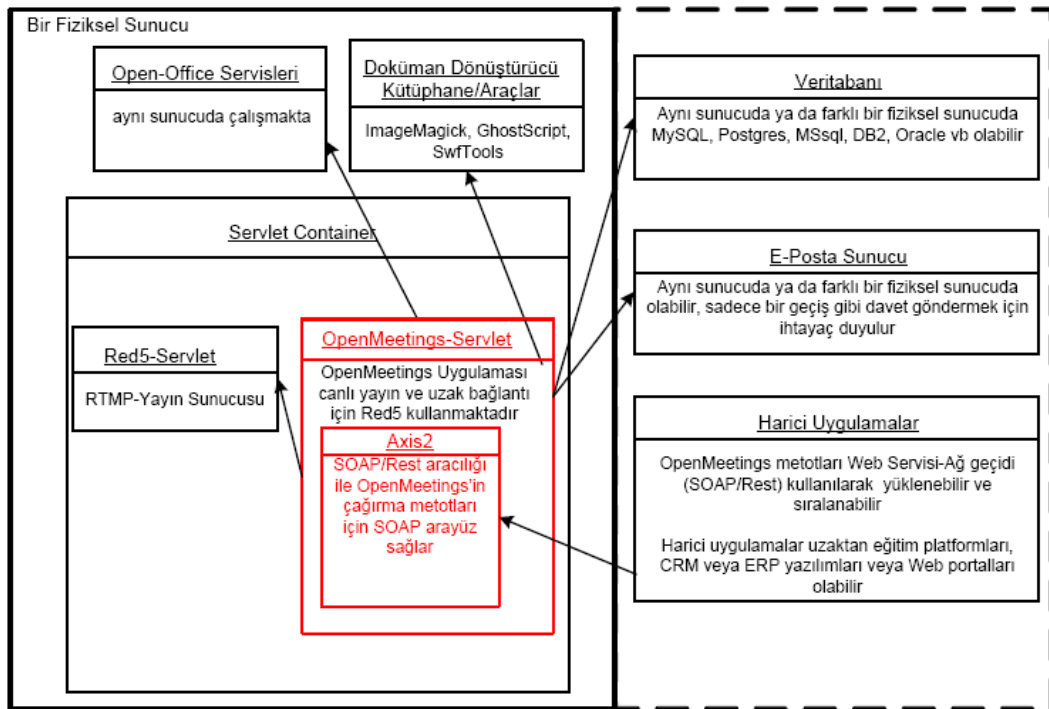 Bir Fiziksel Sunucu
Open-Office Servisleri
aynı sunucuda çalışmakta
Doküman Dönüştürücü
Kütüphane/Araçlar
ImageMagick, GhostScript,
SwfTools
Servlet Container
Red5-Servlet
RTMP-Yayın Sunucusu
OpenMeetings-Servlet
OpenMeetings Uygulaması
canlı yayın ve uzak bağlantı
için Red5 kullanmaktadır
Axis2
SOAP/Rest aracılığı
ile OpenMeetings'in
çağırma metotları
için SOAP arayüz
sağlar
Veritabanı
Aynı sunucuda ya da farklı bir fiziksel sunucuda
MySQL, Postgres, MSsql, DB2, Oracle vb olabilir
E-Posta Sunucu
Aynı sunucuda ya da farklı bir fiziksel sunucuda
olabilir, sadece bir geçiş gibi davet göndermek için
ihtayaç duyulur
Harici Uygulamalar
OpenMeetings metotları Web Servisi-Ağ geçidi
(SOAP/Rest) kullanılarak yüklenebilir ve
sıralanabilir
Harici uygulamalar uzaktan eğitim platformları,
CRM veya ERP yazılımları veya Web portalları
olabilir